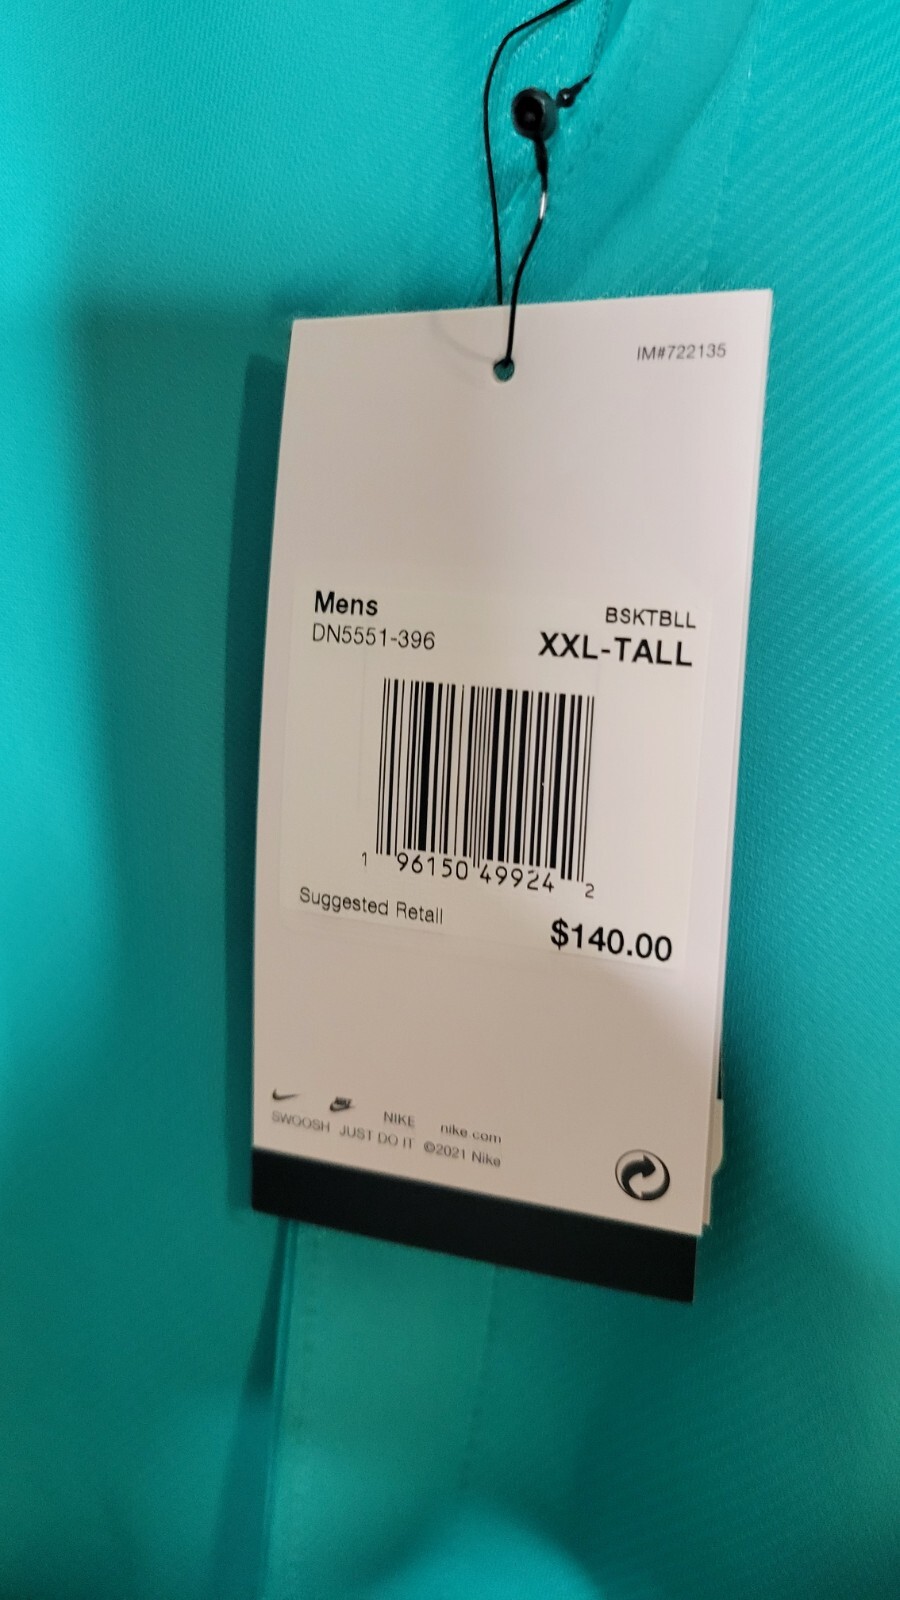 IM#722135
Mens
BSKTBLL
DN5551-396
XXL-TALL
1 96150 49924 2
Suggested Retail
$140.00
NIKE NIKE nike.com
SWOOSH JUST DO IT ©2021 Nike